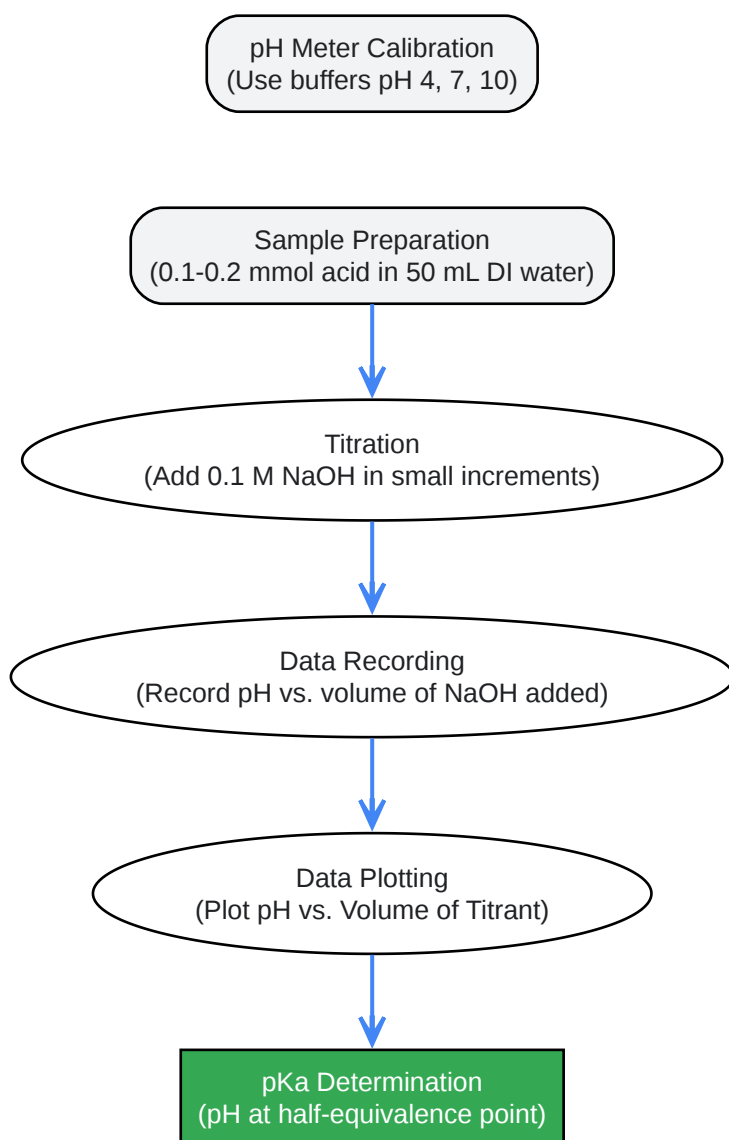 pH Meter Calibration
(Use buffers pH 4, 7, 10)
Sample Preparation
(0.1-0.2 mmol acid in 50 mL DI water)
Titration
(Add 0.1 M NaOH in small increments)
Data Recording
(Record pH vs. volume of NaOH added)
Data Plotting
(Plot pH vs. Volume of Titrant)
pKa Determination
(pH at half-equivalence point)